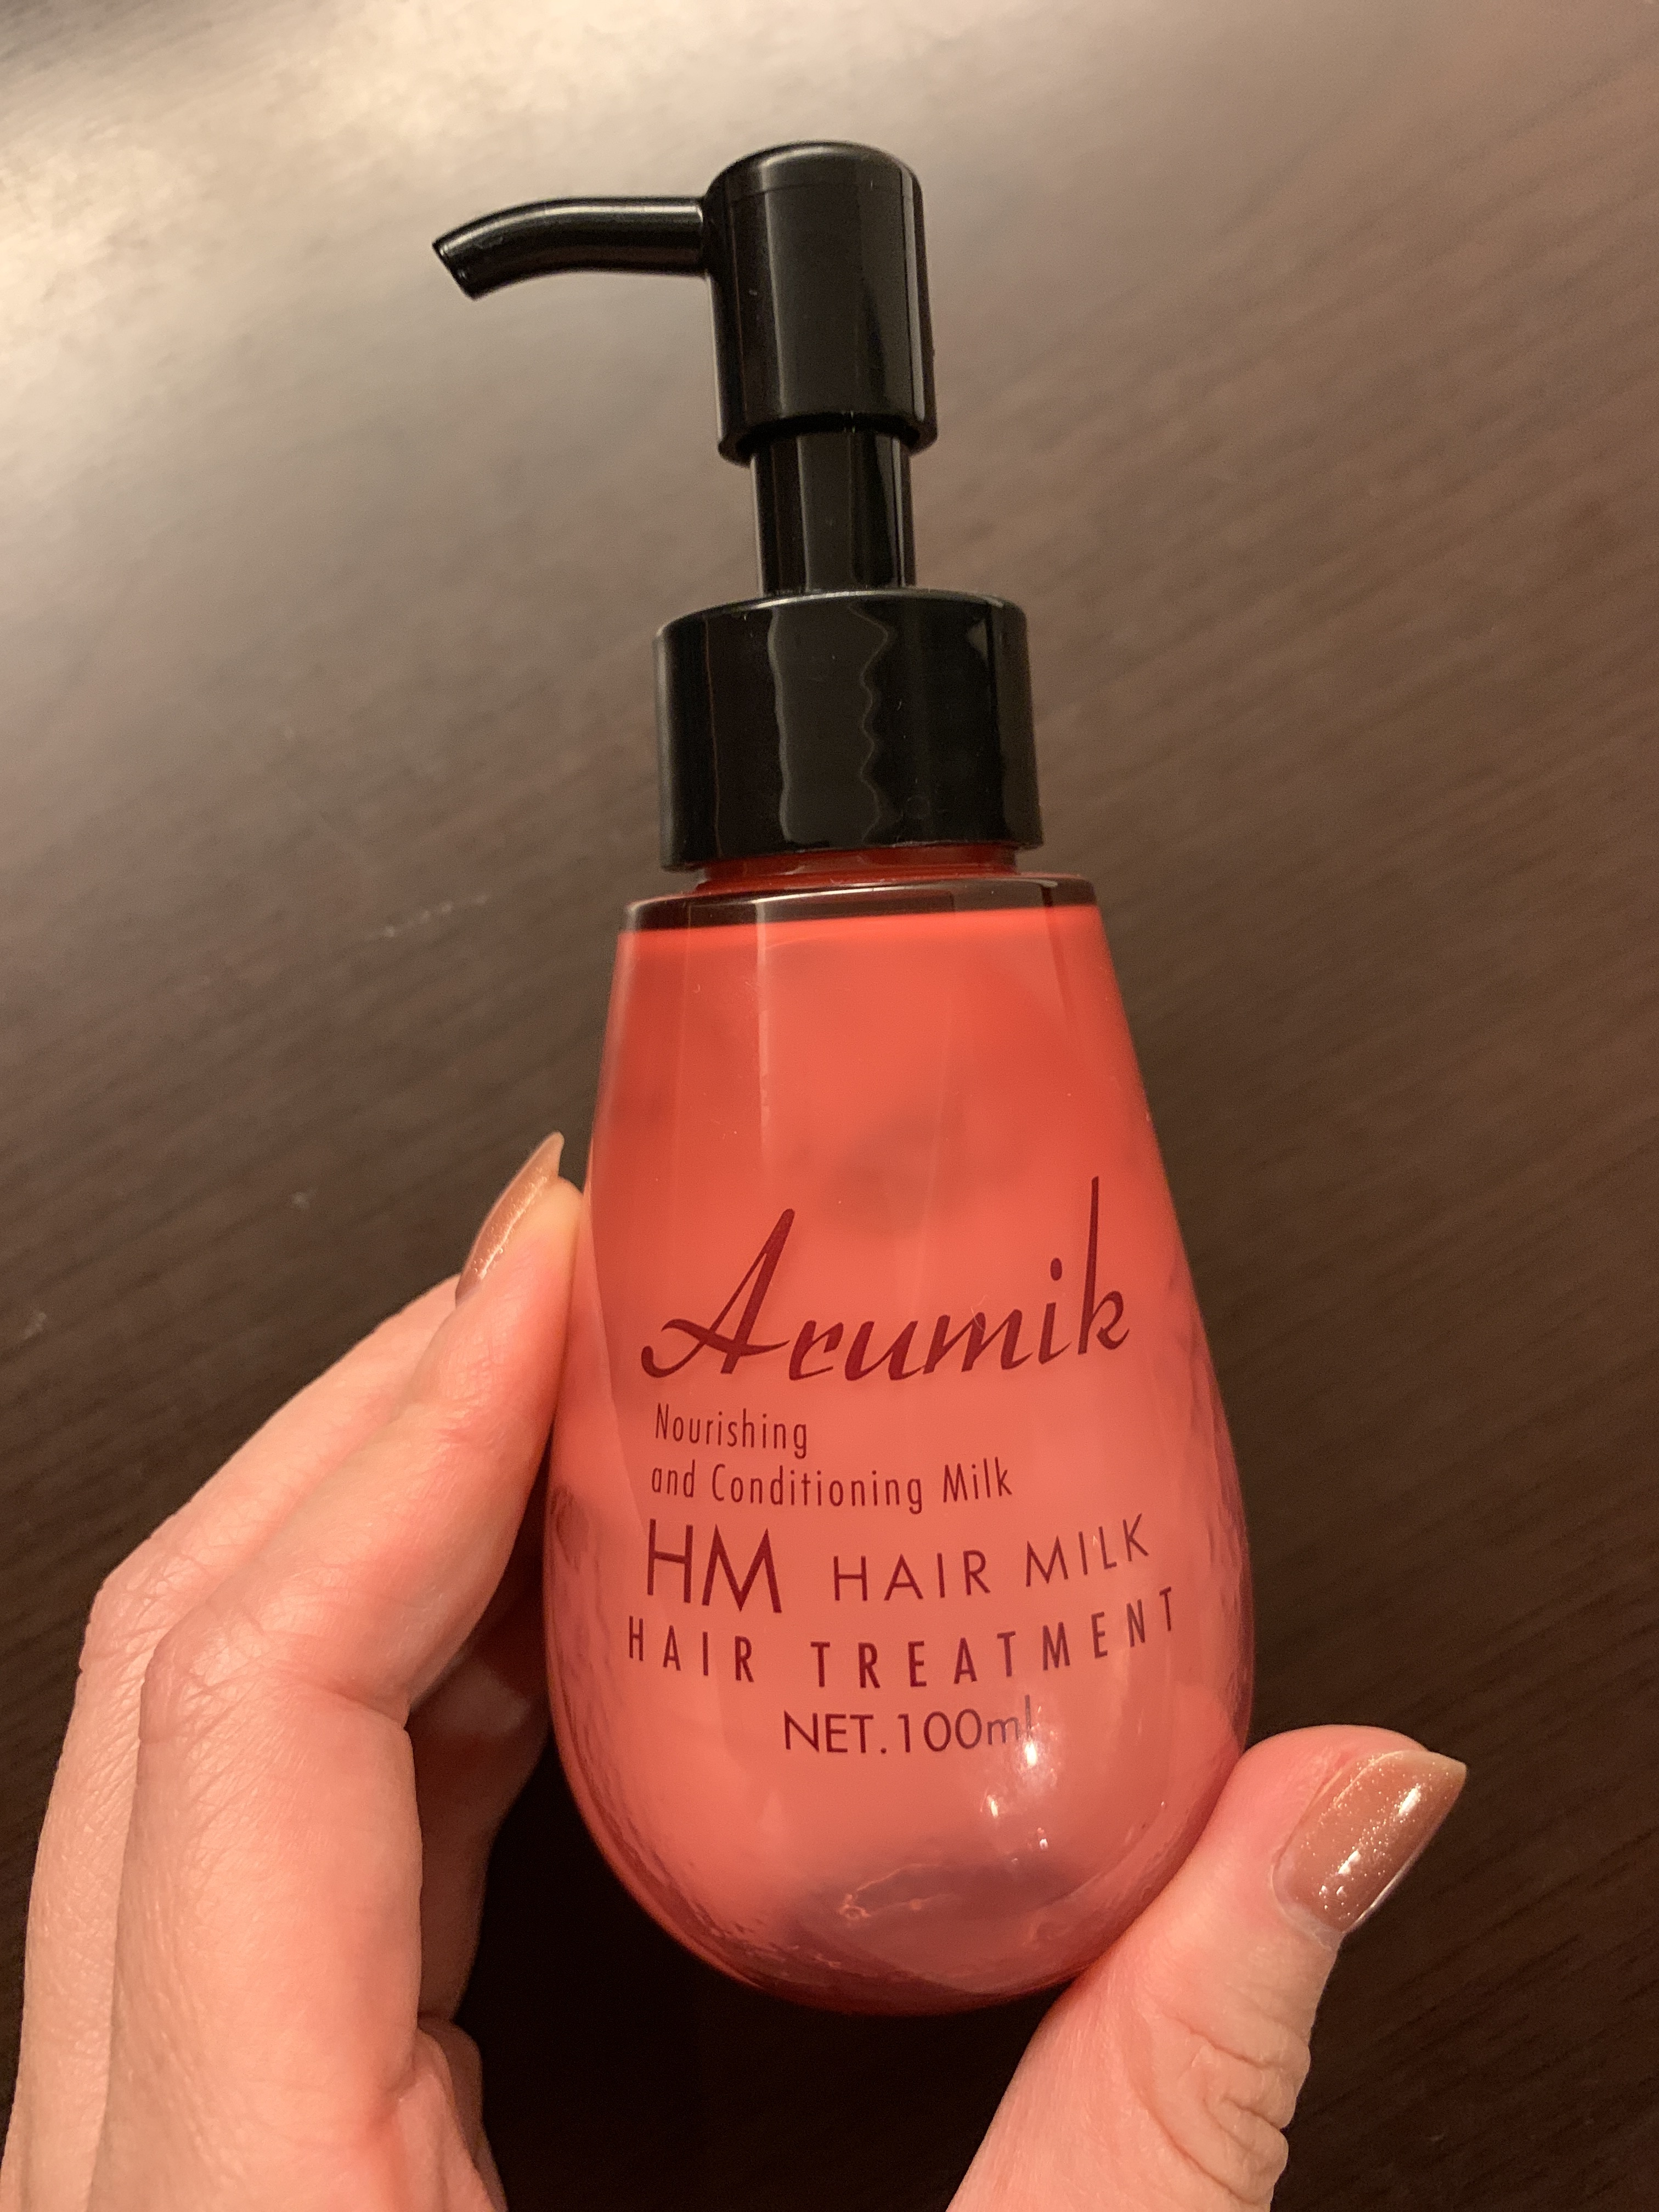 Arumik
Nourishing
and Conditioning Milk
HM HAIR MILK
HAIR TREATMENT
NET.100ml